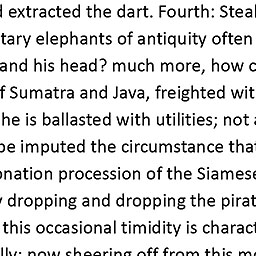 extracted the dart. Fourth: Steal
tary elephants of antiquity often
and his head? much more, how c
f Sumatra and Java, freighted wit
he is ballasted with utilities; not a
be imputed the circumstance that
onation procession of the Siamese
dropping and dropping the pirat
this occasional timidity is charact
lly; now sheering off from this m